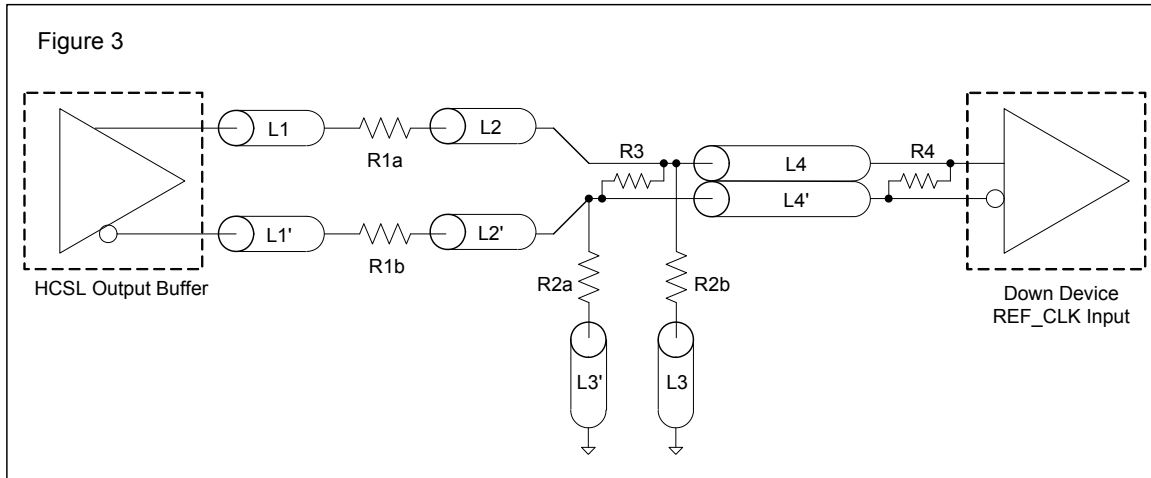 Figure 3
L1
R1a
L2
R3
L4
R4
L4'
L1'
R1b
L2'
R2a
R2b
HCSL Output Buffer
Down Device
REF_CLK Input
L3'
L3